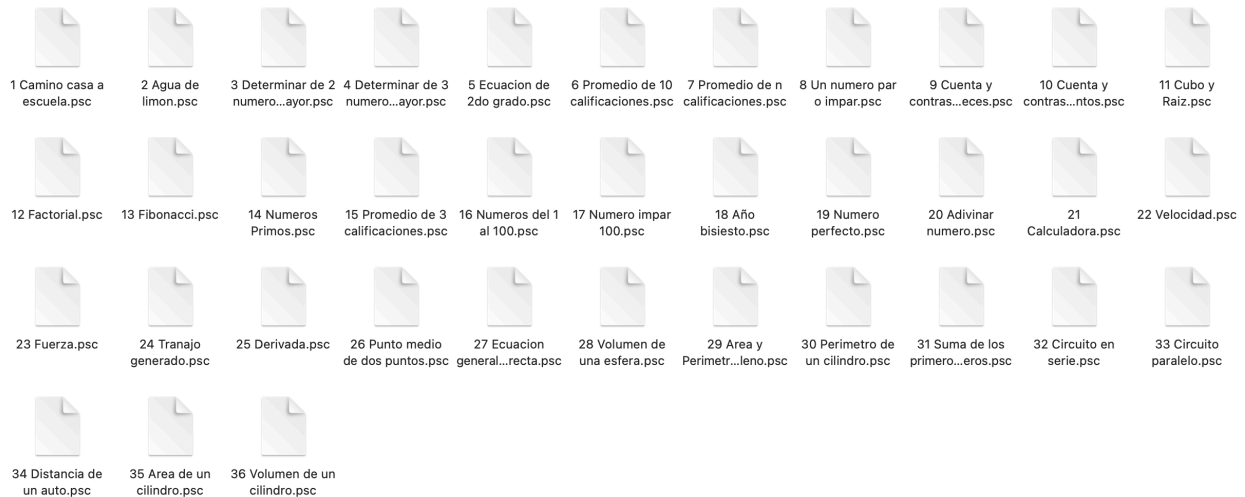 1 Camino casa a
escuela.psc
2 Agua de
limon.psc
3 Determinar de 2
numero...ayor.psc
4 Determinar de 3
numero...ayor.psc
5 Ecuacion de
2do grado.psc
6 Promedio de 10
calificaciones.psc
7 Promedio de n
calificaciones.psc
8 Un numero par
o impar.psc
9 Cuenta y
contras...eces.psc
10 Cuenta y
contras...ntos.psc
11 Cubo y
Raiz.psc
12 Factorial.psc
13 Fibonacci.psc
14 Numeros
Primos.psc
15 Promedio de 3
calificaciones.psc
16 Numeros del 1
al 100.psc
17 Numero impar
100.psc
18 Año
bisiesto.psc
19 Numero
perfecto.psc
20 Adivinar
numero.psc
21
Calculadora.psc
22 Velocidad.psc
23 Fuerza.psc
24 Tranajo
generado.psc
25 Derivada.psc
26 Punto medio
de dos puntos.psc
27 Ecuacion
general...recta.psc
28 Volumen de
una esfera.psc
29 Area y
Perimetr...leno.psc
30 Perimetro de
un cilindro.psc
31 Suma de los
primero...eros.psc
32 Circuito en
serie.psc
33 Circuito
paralelo.psc
34 Distancia de
un auto.psc
35 Area de un
cilindro.psc
36 Volumen de un
cilindro.psc